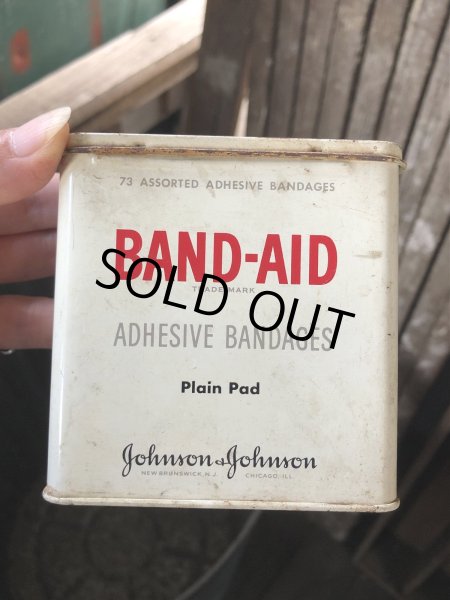 73 ASSORTED ADHESIVE BANDAGES
BAND-AID
TRADE MARK
SOLD OUT
ADHESIVE BANDAGES
Plain Pad
Johnson & Johnson
NEW BRUNSWICK, N.J. CHICAGO, ILL.